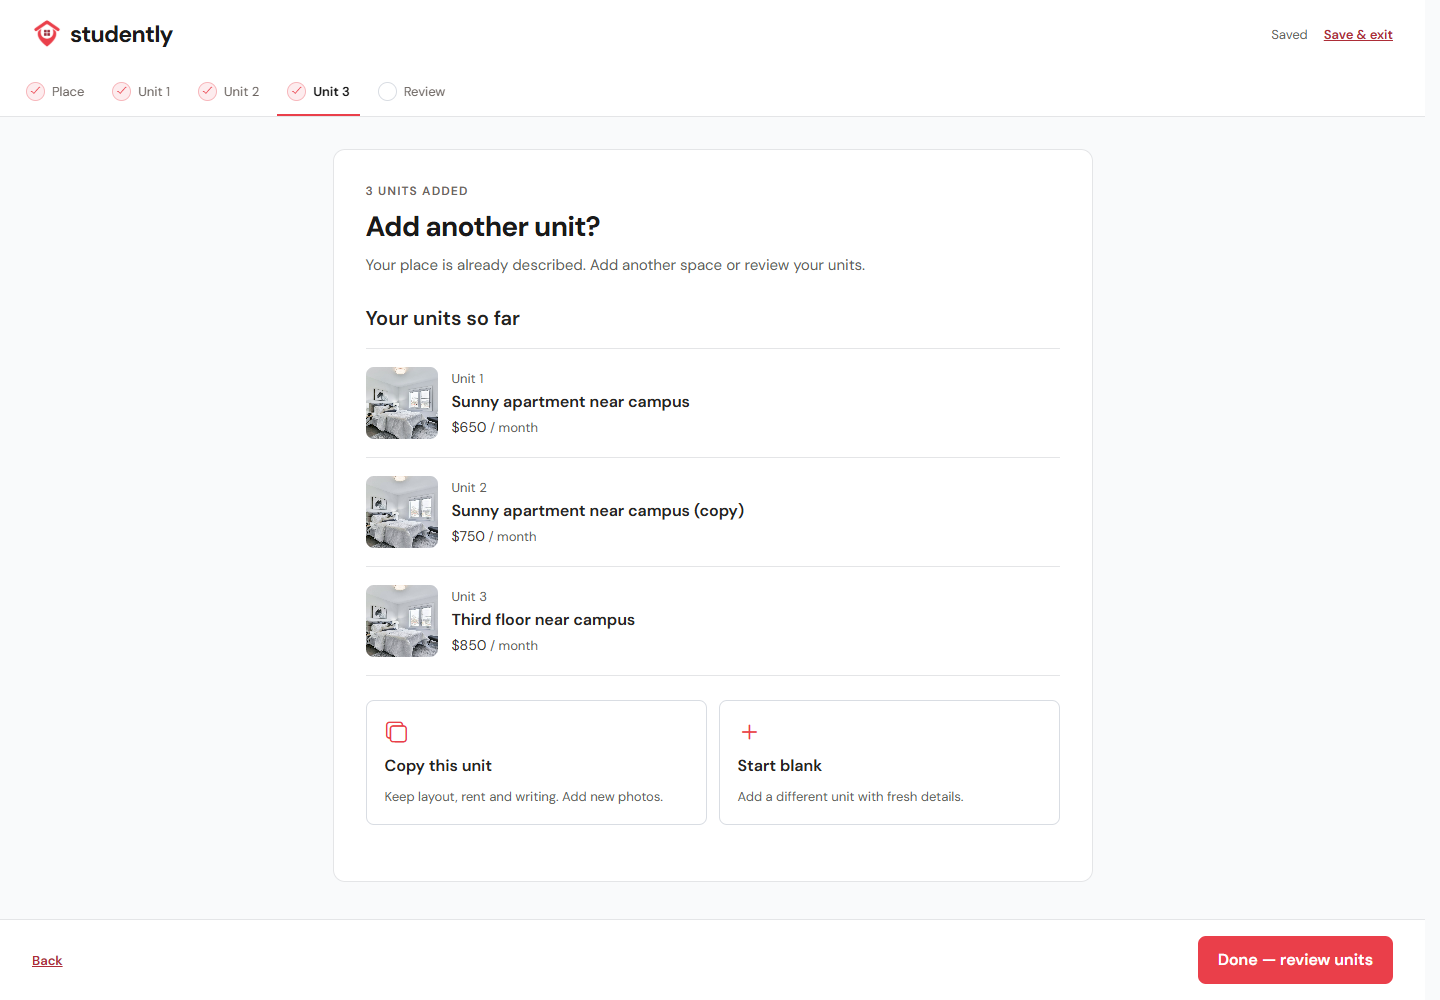 studently
Saved
Save & exit
Place
Unit 1
Unit 2
Unit 3
Review
3 UNITS ADDED
Add another unit?
Your place is already described. Add another space or review your units.
Your units so far
Unit 1
Sunny apartment near campus
$650 / month
Unit 2
Sunny apartment near campus (copy)
$750 / month
Unit 3
Third floor near campus
$850 / month
Copy this unit
Keep layout, rent and writing. Add new photos.
Start blank
Add a different unit with fresh details.
Back
Done — review units